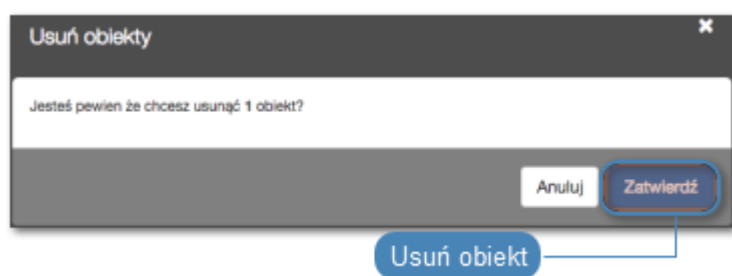 Usuń obiekty
Jesteś pewien że chcesz usunąć 1 obiekt?
Anuluj Zatwierdź
Usuń obiekt